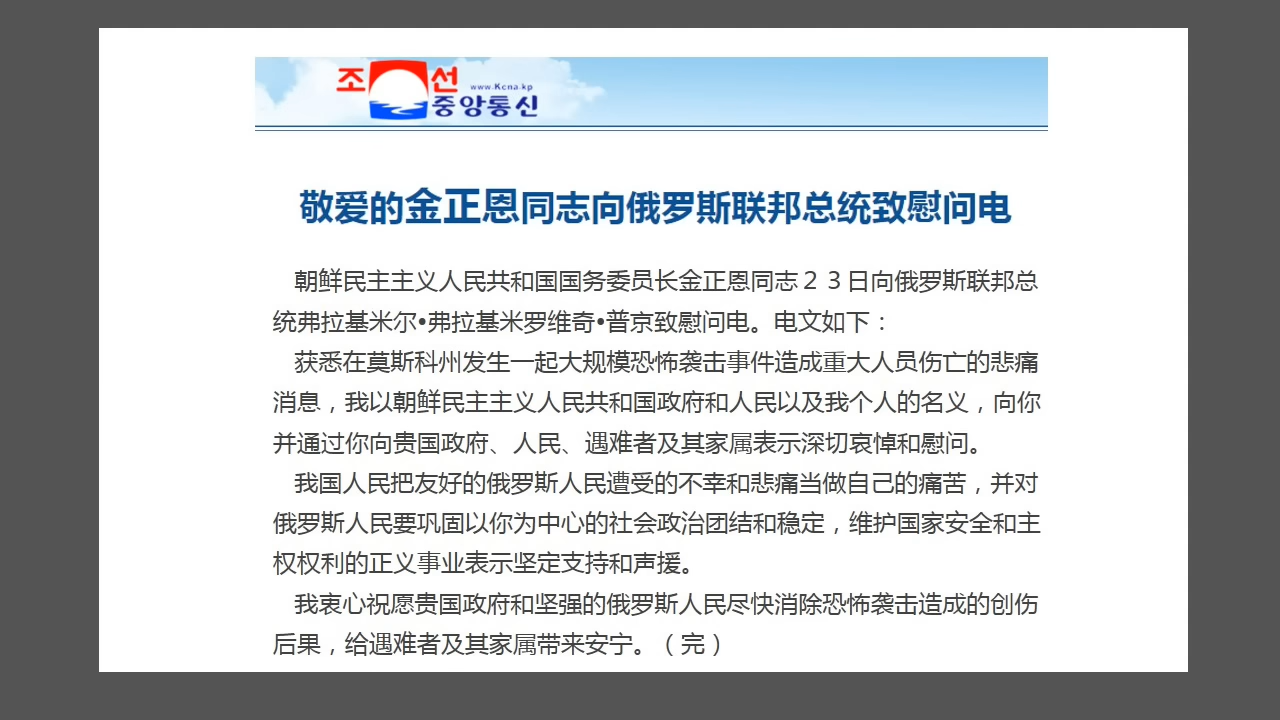 조선
www.Kcna.kp
중앙통신
敬爱的金正恩同志向俄罗斯联邦总统致慰问电
朝鲜民主主义人民共和国国务委员长金正恩同志２３日向俄罗斯联邦总
统弗拉基米尔•弗拉基米罗维奇•普京致慰问电。电文如下：
获悉在莫斯科州发生一起大规模恐怖袭击事件造成重大人员伤亡的悲痛
消息，我以朝鲜民主主义人民共和国政府和人民以及我个人的名义，向你
并通过你向贵国政府、人民、遇难者及其家属表示深切哀悼和慰问。
我国人民把友好的俄罗斯人民遭受的不幸和悲痛当做自己的痛苦，并对
俄罗斯人民要巩固以你为中心的社会政治团结和稳定，维护国家安全和主
权权利的正义事业表示坚定支持和声援。
我衷心祝愿贵国政府和坚强的俄罗斯人民尽快消除恐怖袭击造成的创伤
后果，给遇难者及其家属带来安宁。（完）